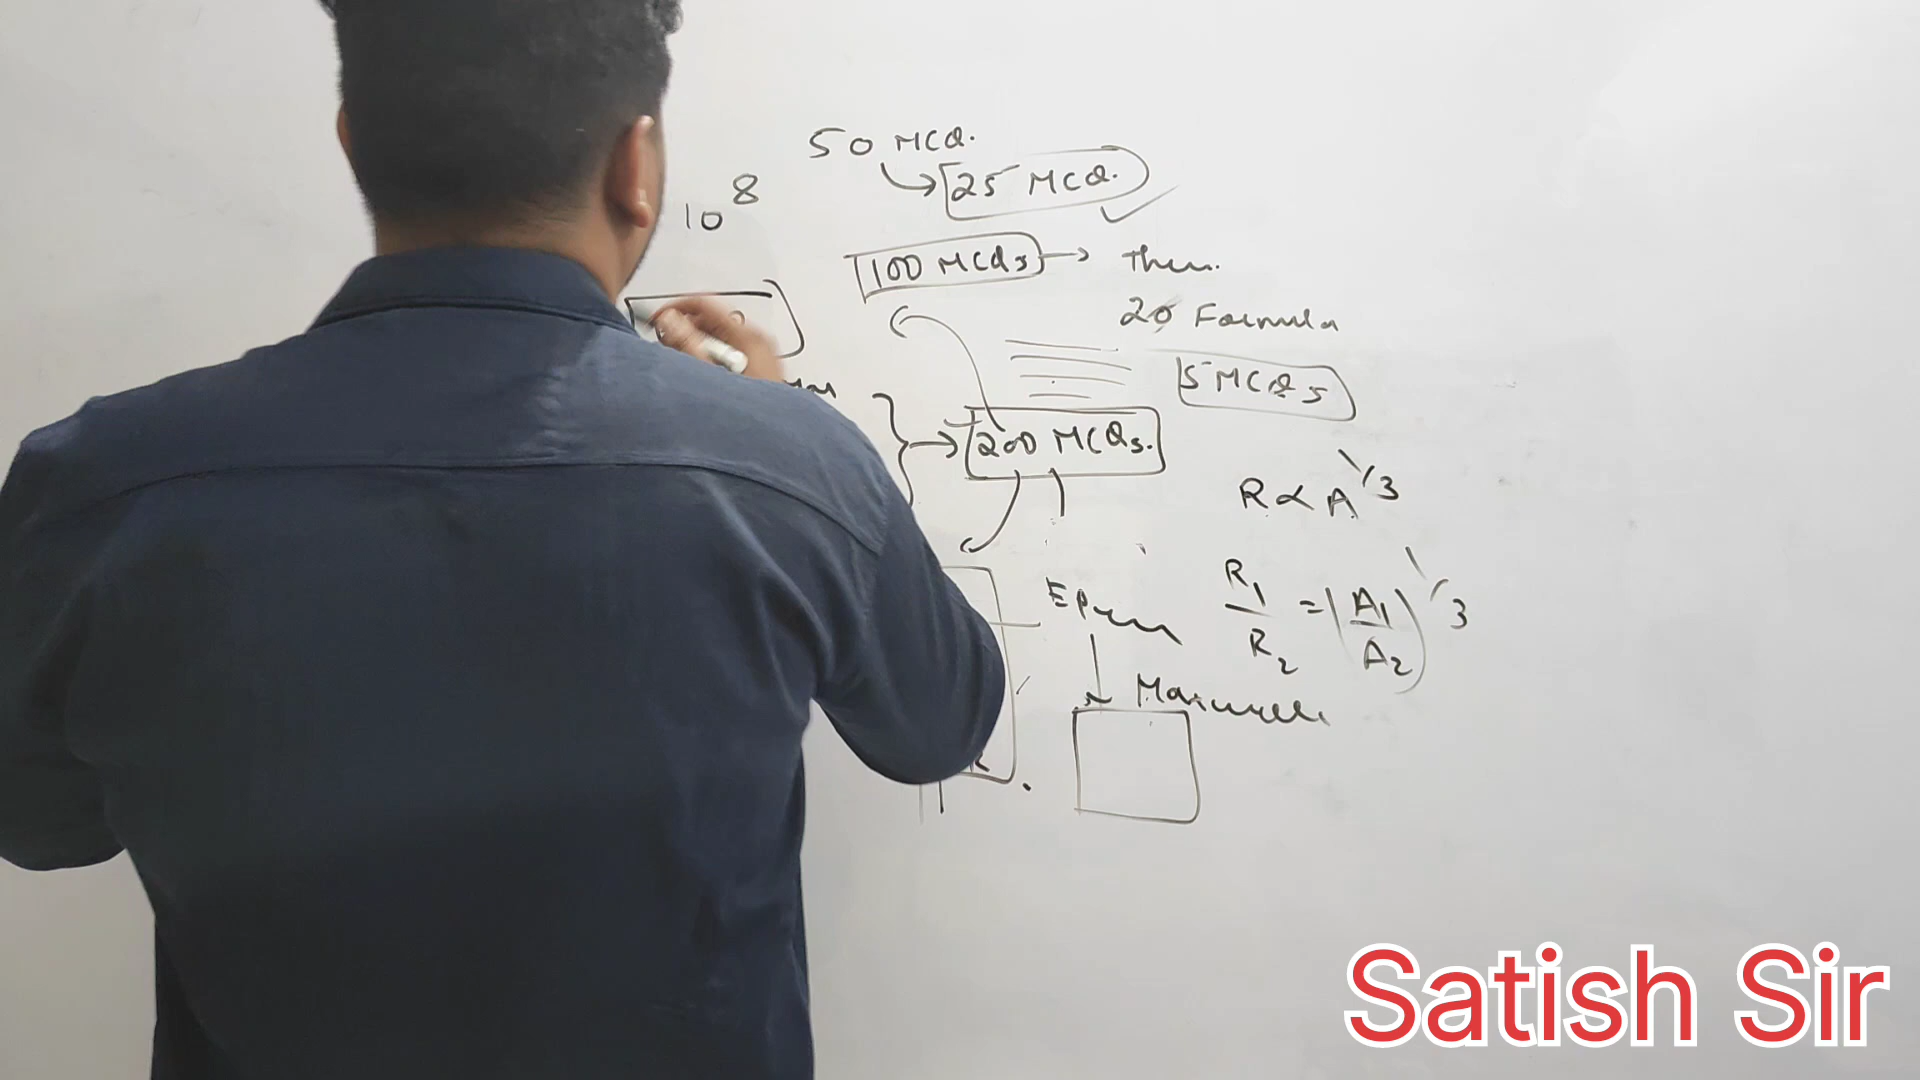 50 MCQ.
25 MCQ.
10^8
100 MCQs → Then.
20 Formula
5 MCQs
→ 200 MCQs.
R ∝ A^1/3
R1/R2 = (A1/A2)^1/3
Satish Sir